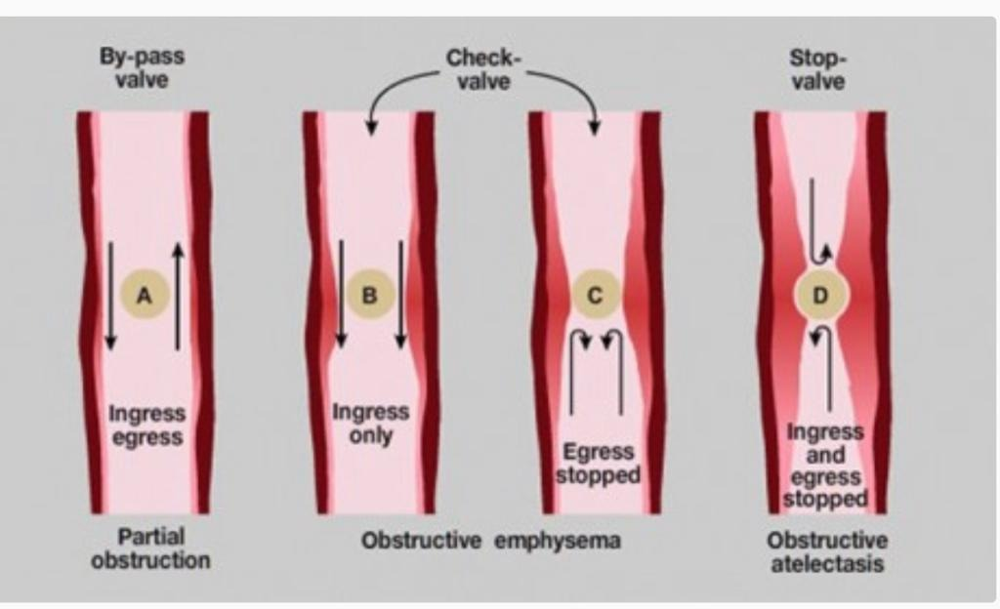 By-pass
valve
Check-
valve
Stop-
valve
A
B
C
D
Ingress
egress
Ingress
only
Egress
stopped
Ingress
and
egress
stopped
Partial
obstruction
Obstructive emphysema
Obstructive
atelectasis